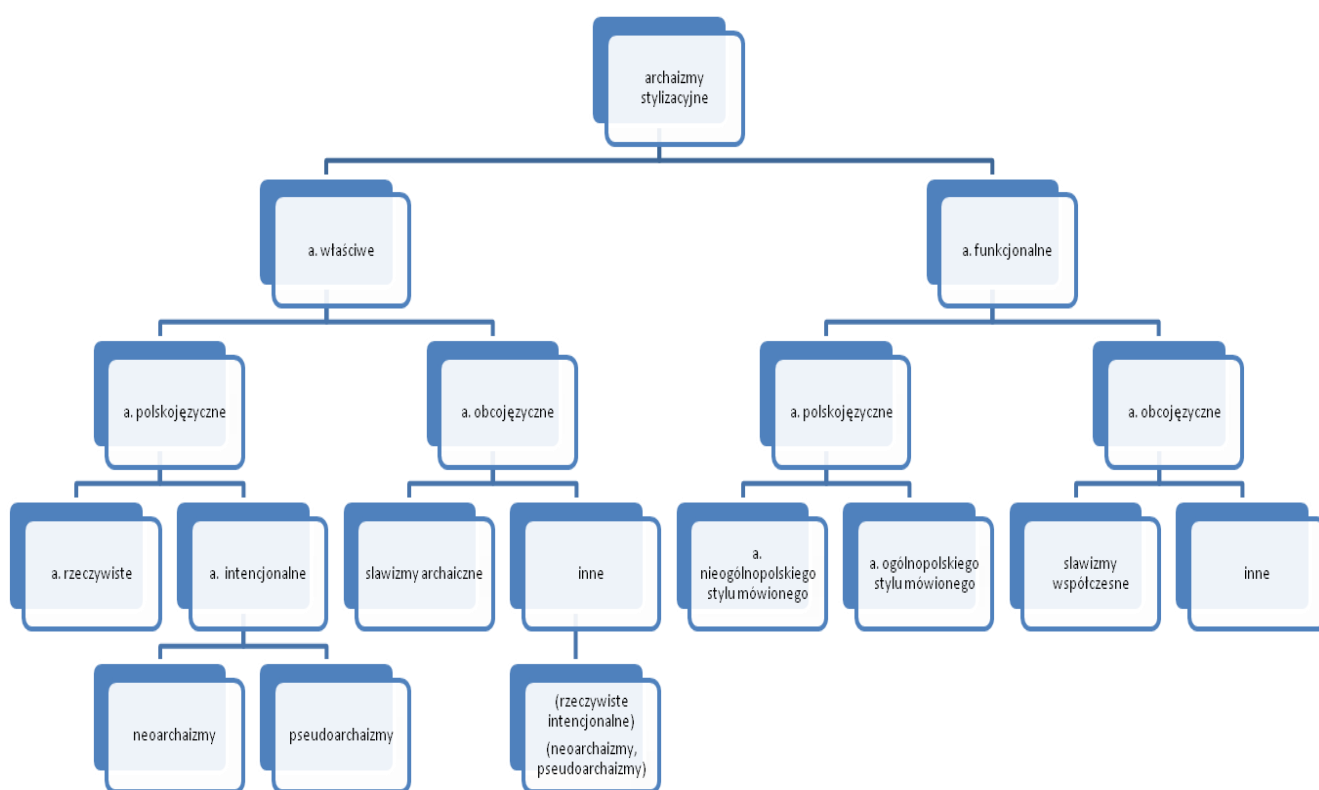 archaizmy
stylizacyjne
a. właściwe
a. funkcjonalne
a. polskojęzyczne
a. obcojęzyczne
a. polskojęzyczne
a. obcojęzyczne
a. rzeczywiste
a. intencjonalne
slawizmy archaiczne
inne
a.
nieogólnopolskiego
stylu mówionego
a. ogólnopolskiego
stylu mówionego
slawizmy
współczesne
inne
neoarchaizmy
pseudoarchaizmy
(rzeczywiste
intencjonalne)
(neoarchaizmy,
pseudoarchaizmy)